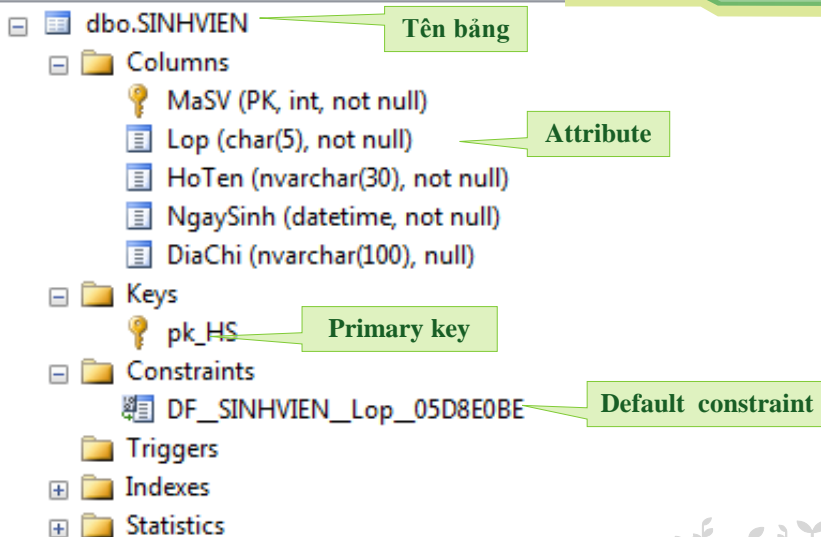 dbo.SINHVIEN
Tên bảng
Columns
MaSV (PK, int, not null)
Lop (char(5), not null)
Attribute
HoTen (nvarchar(30), not null)
NgaySinh (datetime, not null)
DiaChi (nvarchar(100), null)
Keys
pk_HS
Primary key
Constraints
DF__SINHVIEN__Lop__05D8E0BE
Default constraint
Triggers
Indexes
Statistics